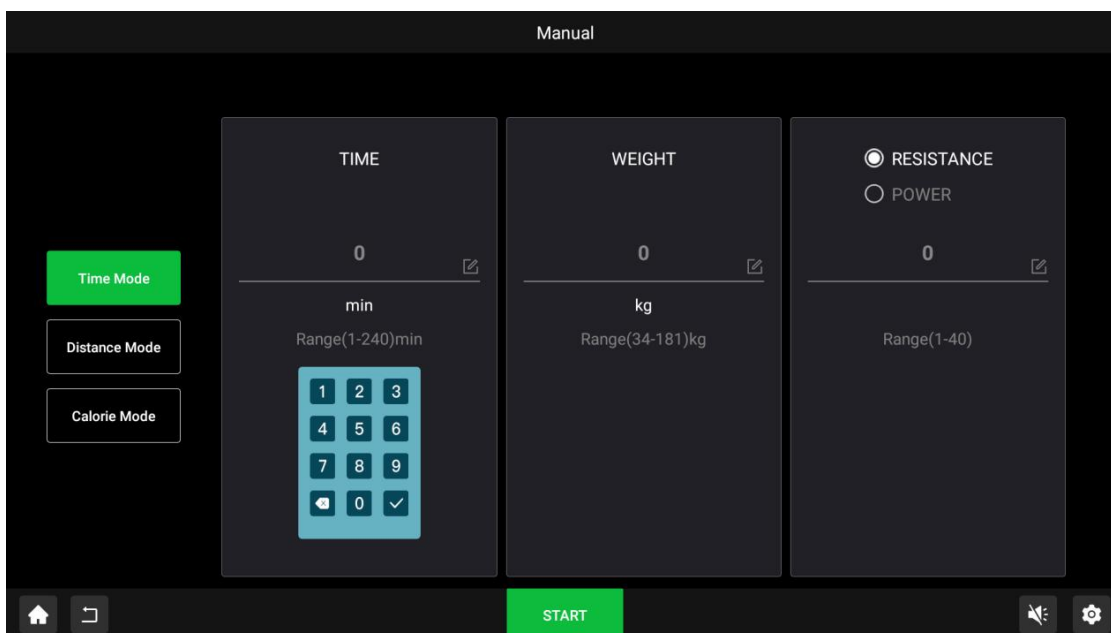 Manual
Time Mode
Distance Mode
Calorie Mode
TIME
0
min
Range(1-240)min
1 2 3
4 5 6
7 8 9
0
WEIGHT
0
kg
Range(34-181)kg
RESISTANCE
POWER
0
Range(1-40)
START